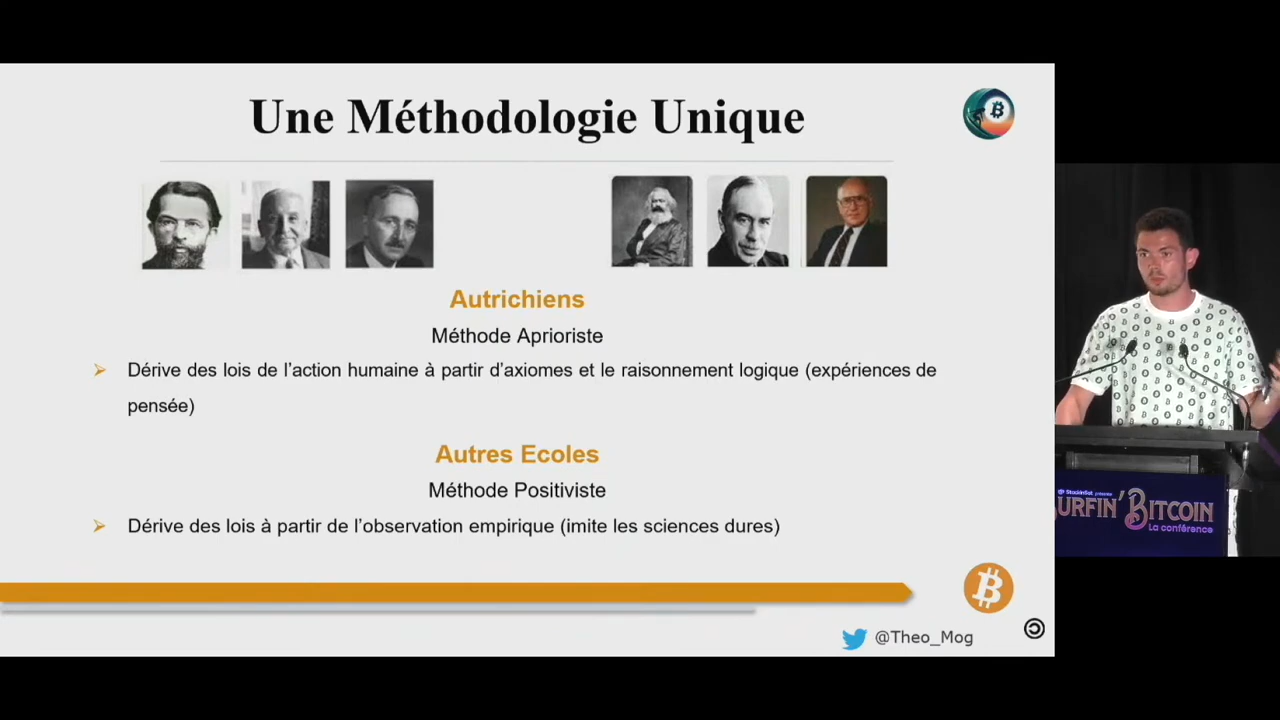 Une Méthodologie Unique
Autrichiens
Méthode Aprioriste
Dérive des lois de l’action humaine à partir d’axiomes et le raisonnement logique (expériences de
pensée)
Autres Ecoles
Méthode Positiviste
Dérive des lois à partir de l’observation empirique (imite les sciences dures)
@Theo_Mog
StackinSat présente
URFIN' BITCOIN
La conférence